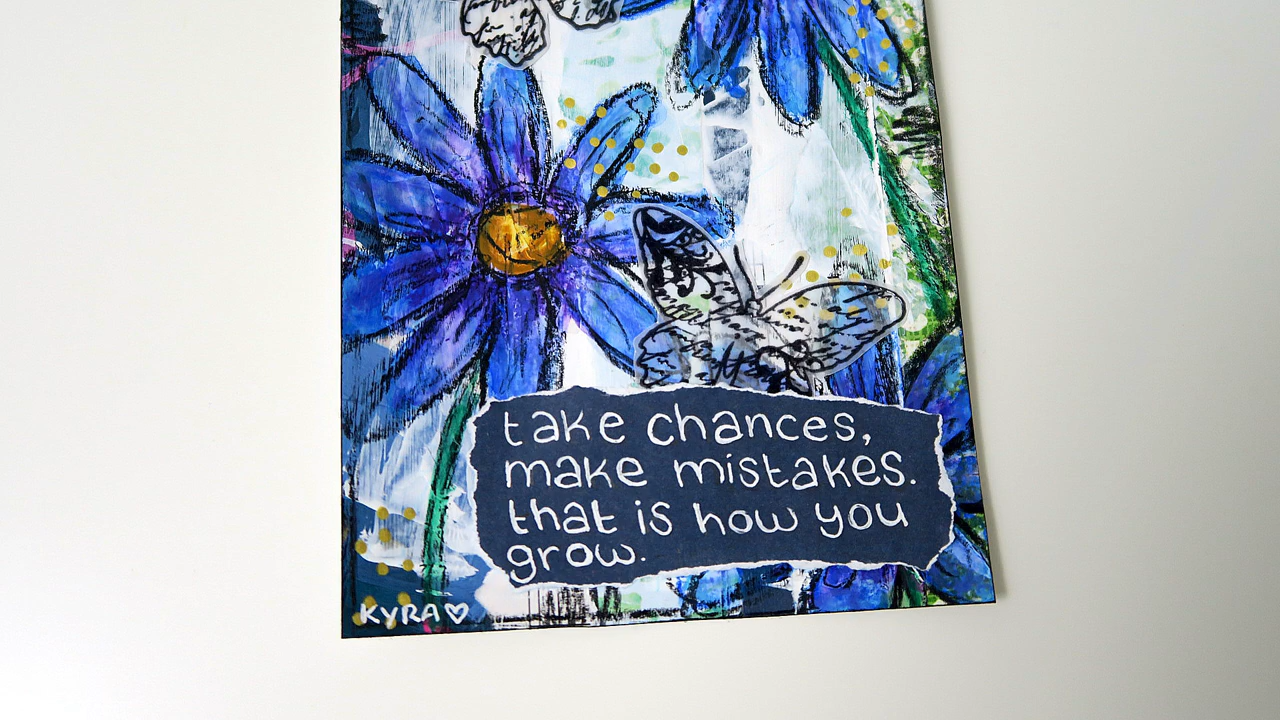 take chances,
make mistakes.
that is how you
grow.
KYRA♡